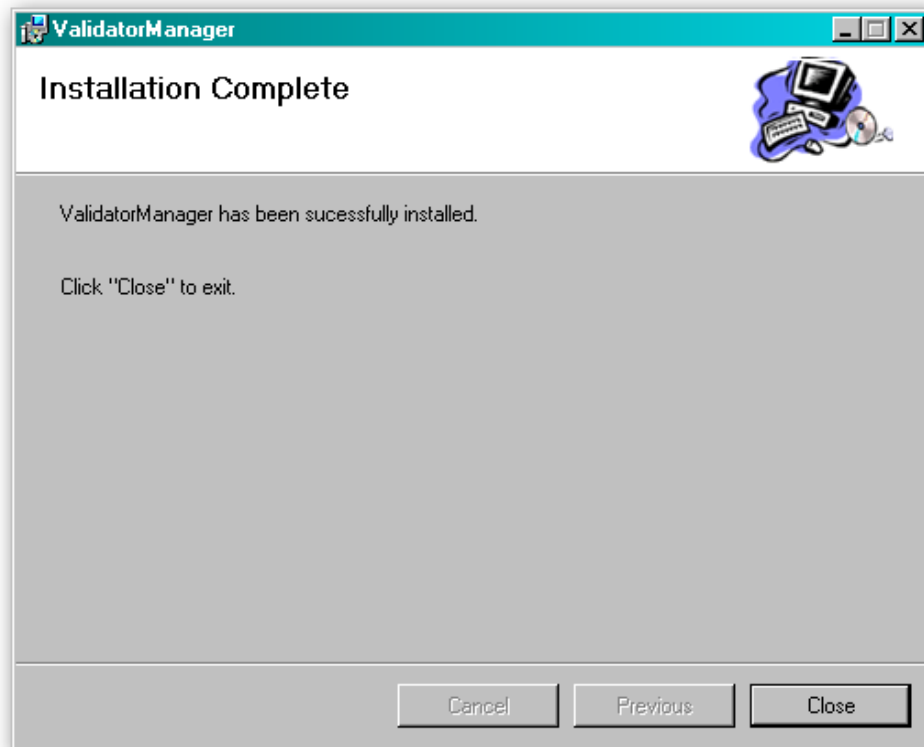 ValidatorManager
Installation Complete
ValidatorManager has been sucessfully installed.
Click "Close" to exit.
Cancel
Previous
Close